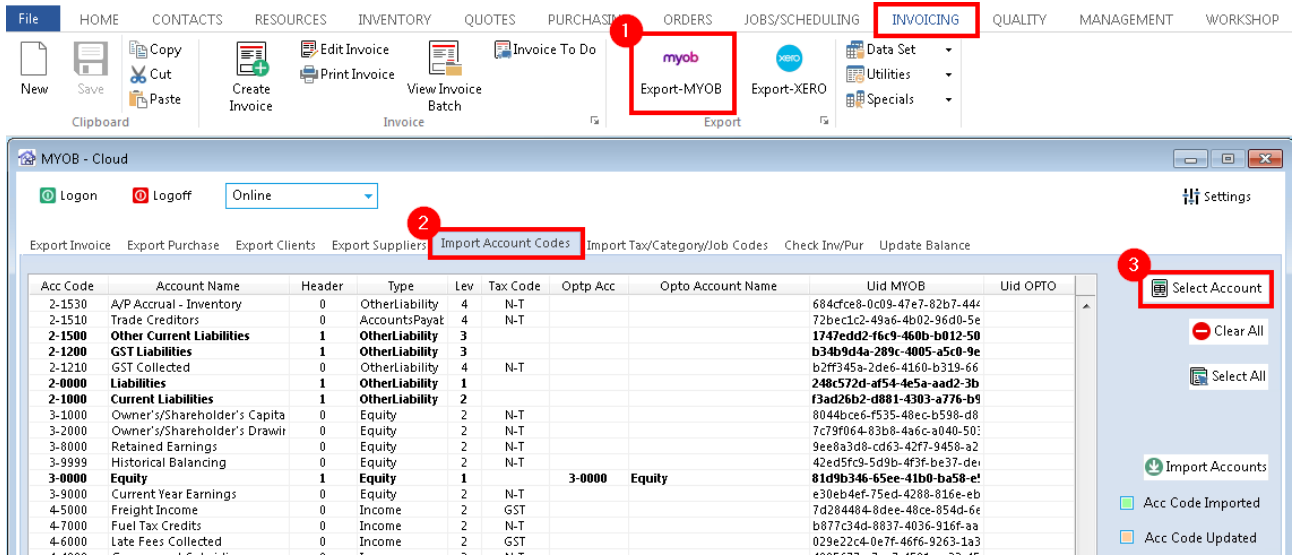 File HOME CONTACTS RESOURCES INVENTORY QUOTES PURCHASING ORDERS JOBS/SCHEDULING INVOICING QUALITY MANAGEMENT WORKSHOP
1
New
Save
Copy
Cut
Paste
Clipboard
Create Invoice
Edit Invoice
Print Invoice
View Invoice Batch
Invoice To Do
Invoice
myob
Export-MYOB
xero
Export-XERO
Export
Data Set
Utilities
Specials
MYOB - Cloud
Logon Logoff Online Settings
2
Export Invoice Export Purchase Export Clients Export Suppliers Import Account Codes Import Tax/Category/Job Codes Check Inv/Pur Update Balance
3
Acc Code Account Name Header Type Lev Tax Code Optp Acc Opto Account Name Uid MYOB Uid OPTO
2-1530 A/P Accrual - Inventory 0 OtherLiability 4 N-T 684cfce8-0c09-47e7-82b7-444
2-1510 Trade Creditors 0 AccountsPayab 4 N-T 72bec1c2-49a6-4b02-96d0-5e
2-1500 Other Current Liabilities 1 OtherLiability 3 1747edd2-f6c9-460b-b012-50
2-1200 GST Liabilities 1 OtherLiability 3 b34b9d4a-289c-4005-a5c0-9e
2-1210 GST Collected 0 OtherLiability 4 N-T b2ff345a-2de6-4160-b319-66
2-0000 Liabilities 1 OtherLiability 1 248c572d-af54-4e5a-aad2-3b
2-1000 Current Liabilities 1 OtherLiability 2 f3ad26b2-d881-4303-a776-b9
3-1000 Owner's/Shareholder's Capita 0 Equity 2 N-T 8044bce6-f535-48ec-b598-d8
3-2000 Owner's/Shareholder's Drawir 0 Equity 2 N-T 7c79f064-83b8-4a6c-a040-503
3-8000 Retained Earnings 0 Equity 2 N-T 9ee8a3d8-cd63-42f7-9458-a2
3-9999 Historical Balancing 0 Equity 2 N-T 42ed5fc9-5d9b-4f3f-be37-de
3-0000 Equity 1 Equity 1 3-0000 Equity 81d9b346-65ee-41b0-ba58-e
3-9000 Current Year Earnings 0 Equity 2 N-T e30eb4ef-75ed-4288-816e-eb
4-5000 Freight Income 0 Income 2 GST 7d284484-8dee-48ce-854d-6e
4-7000 Fuel Tax Credits 0 Income 2 N-T b877c34d-8837-4036-916f-aa
4-6000 Late Fees Collected 0 Income 2 GST 029e22c4-0e7f-46f6-9263-1a3
Select Account
Clear All
Select All
Import Accounts
Acc Code Imported
Acc Code Updated